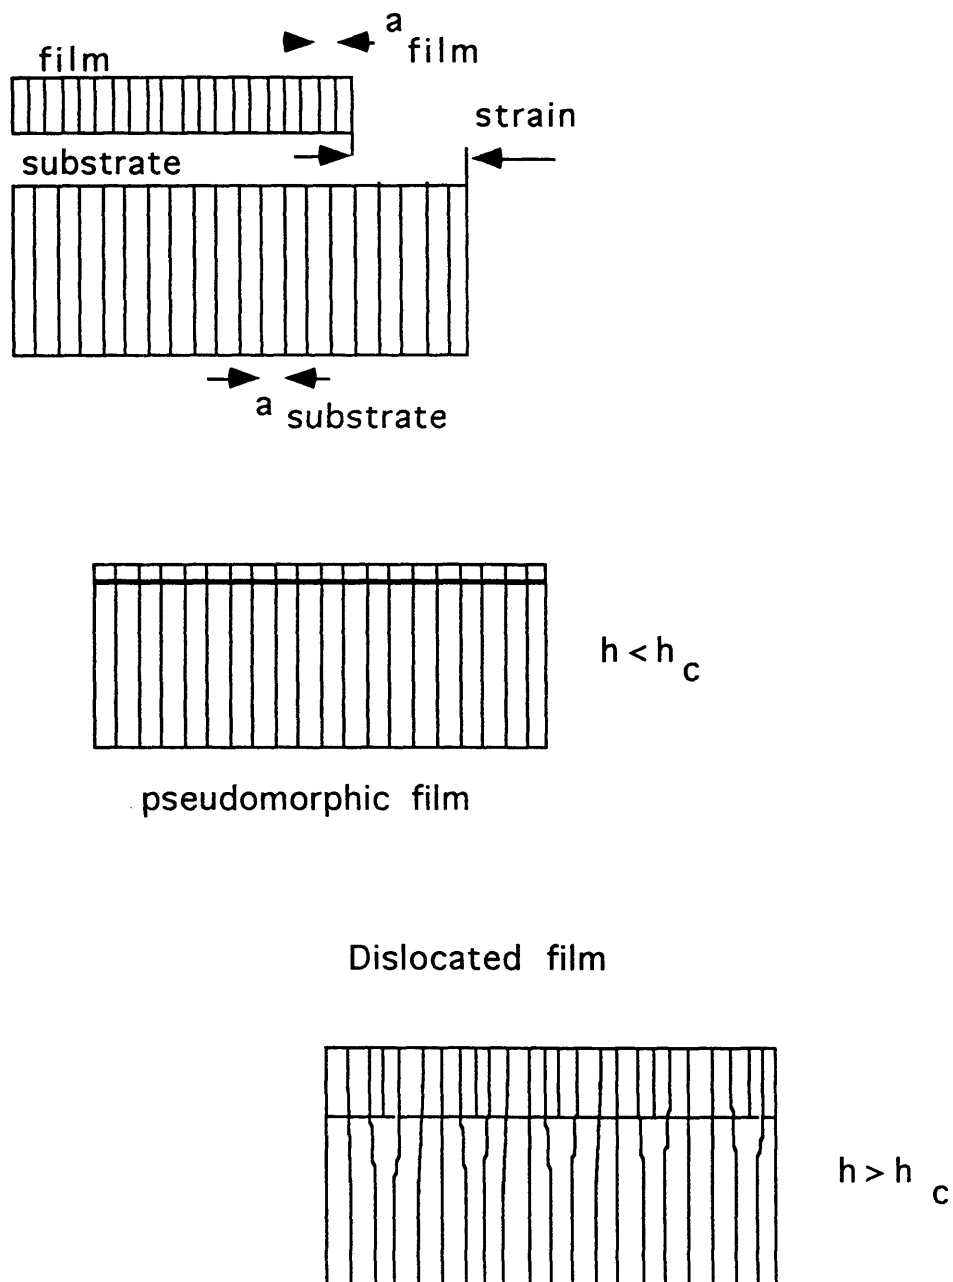 a film
film
strain
substrate
a substrate
h < h c
pseudomorphic film
Dislocated film
h > h c